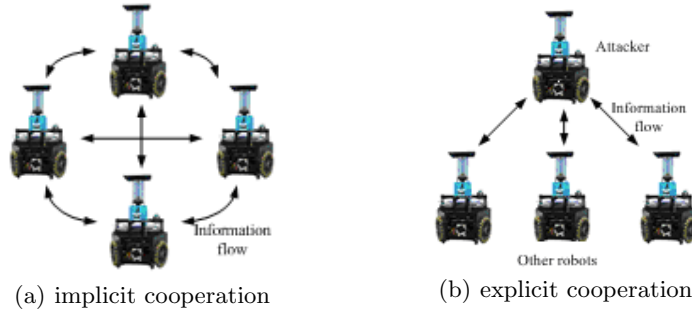 Information
flow
(a) implicit cooperation
Attacker
Information
flow
Other robots
(b) explicit cooperation